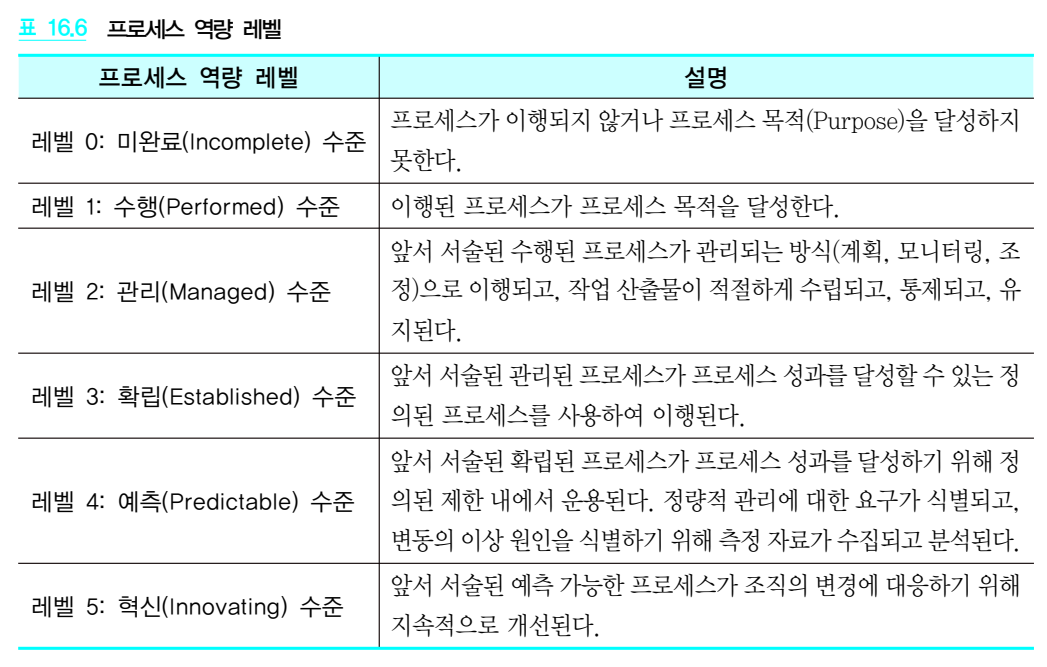 표 16.6 프로세스 역량 레벨
프로세스 역량 레벨
설명
레벨 0: 미완료(Incomplete) 수준
프로세스가 이행되지 않거나 프로세스 목적(Purpose)을 달성하지
못한다.
레벨 1: 수행(Performed) 수준
이행된 프로세스가 프로세스 목적을 달성한다.
레벨 2: 관리(Managed) 수준
앞서 서술된 수행된 프로세스가 관리되는 방식(계획, 모니터링, 조
정)으로 이행되고, 작업 산출물이 적절하게 수립되고, 통제되고, 유
지된다.
레벨 3: 확립(Established) 수준
앞서 서술된 관리된 프로세스가 프로세스 성과를 달성할 수 있는 정
의된 프로세스를 사용하여 이행된다.
레벨 4: 예측(Predictable) 수준
앞서 서술된 확립된 프로세스가 프로세스 성과를 달성하기 위해 정
의된 제한 내에서 운용된다. 정량적 관리에 대한 요구가 식별되고,
변동의 이상 원인을 식별하기 위해 측정 자료가 수집되고 분석된다.
레벨 5: 혁신(Innovating) 수준
앞서 서술된 예측 가능한 프로세스가 조직의 변경에 대응하기 위해
지속적으로 개선된다.